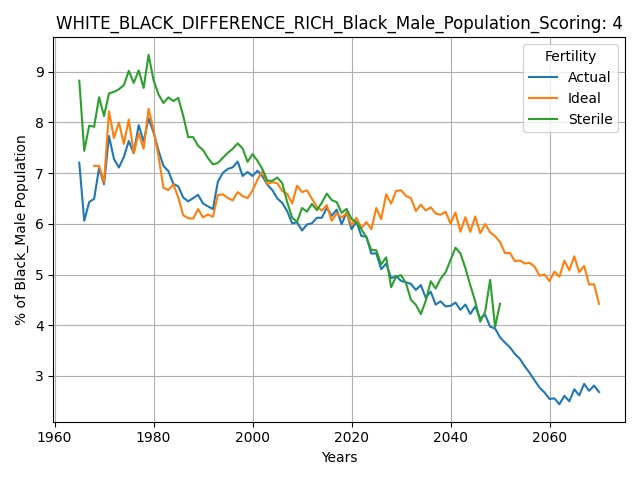 WHITE_BLACK_DIFFERENCE_RICH_Black_Male_Population_Scoring: 4
Fertility
Actual
Ideal
Sterile
% of Black_Male Population
9
8
7
6
5
4
3
1960
1980
2000
2020
2040
2060
Years